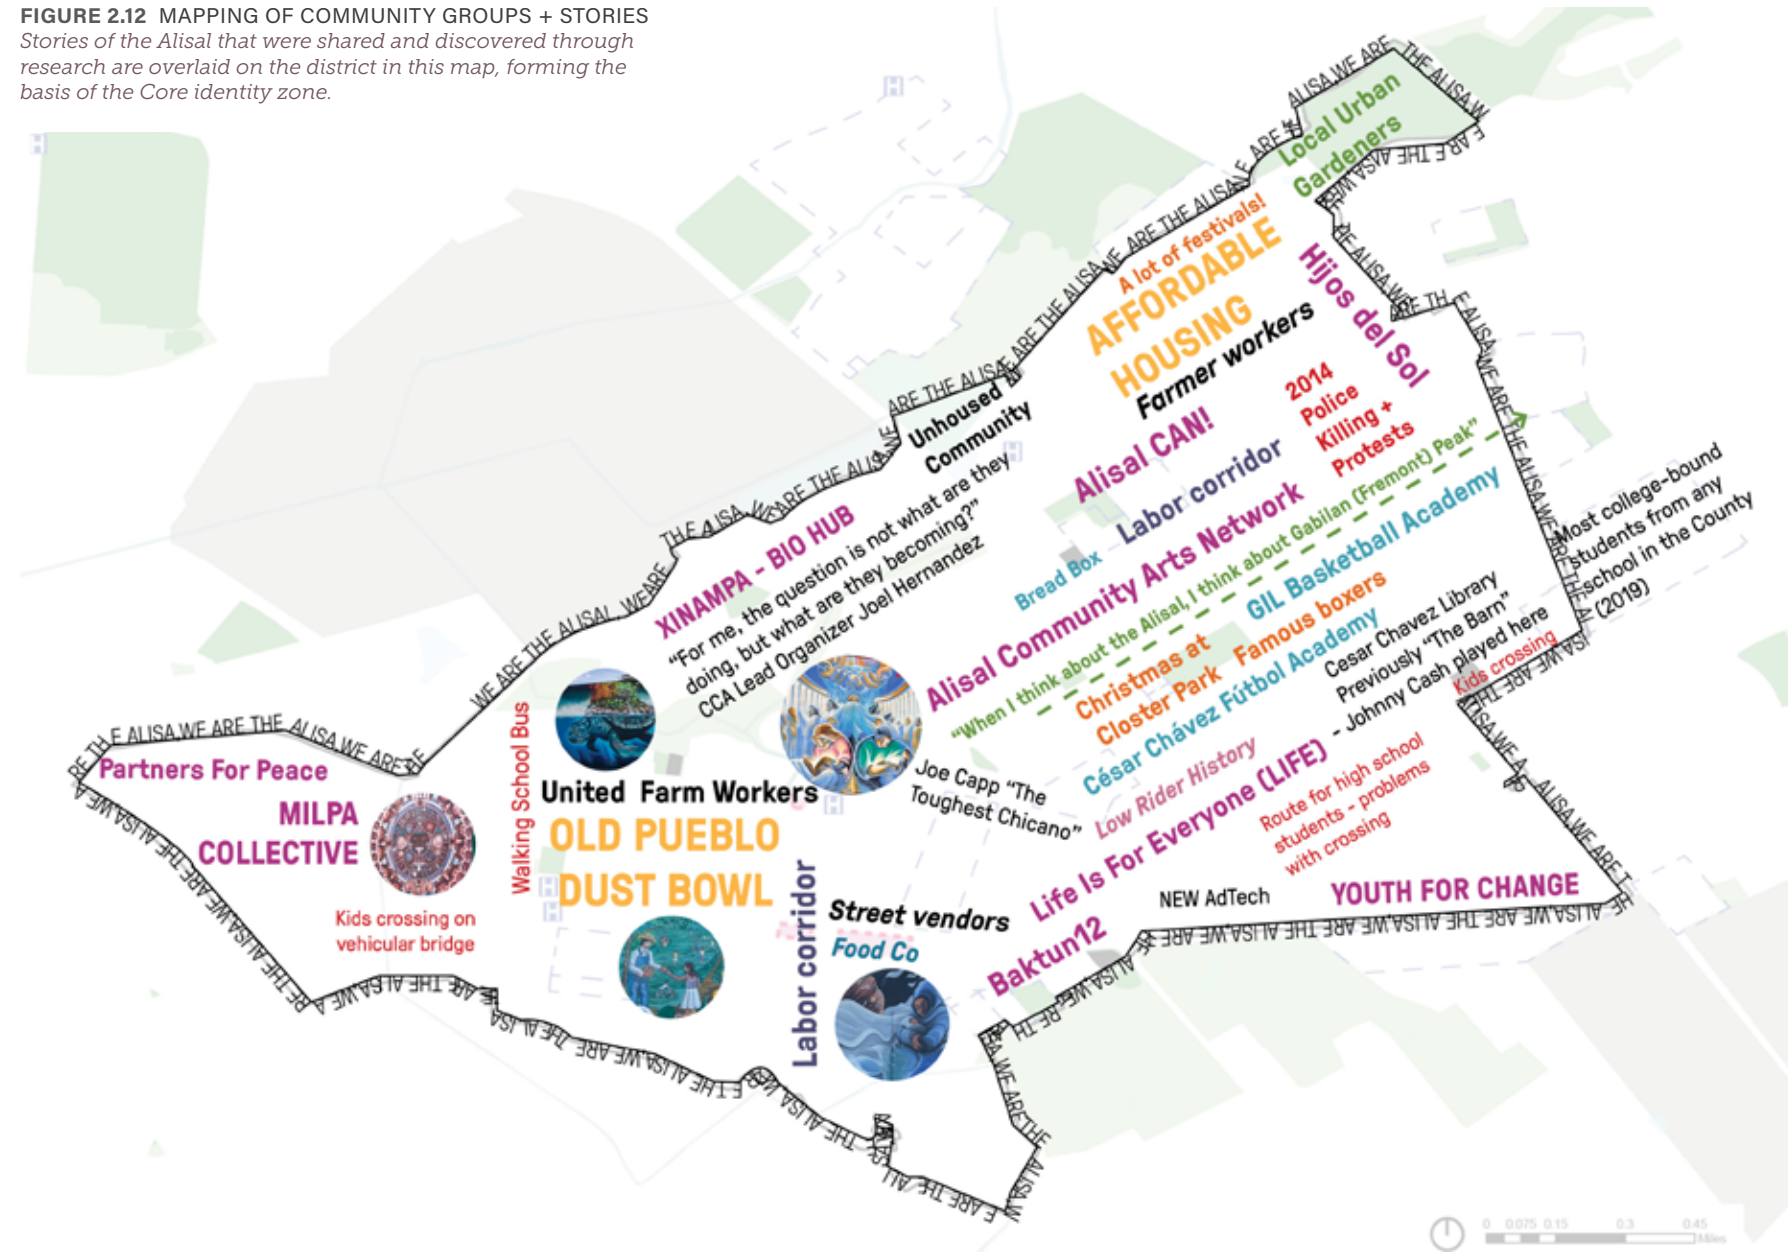 FIGURE 2.12 MAPPING OF COMMUNITY GROUPS + STORIES
Stories of the Alisal that were shared and discovered through
research are overlaid on the district in this map, forming the
basis of the Core identity zone.
Local Urban
Gardeners
A lot of festivals!
AFFORDABLE
HOUSING
Farmer workers
Hijos del Sol
2014
Police
Killing +
Protests
Unhoused
Community
Alisal CAN!
Labor corridor
Bread Box
Alisal Community Arts Network
"When I think about the Alisal, I think about Gabilan (Fremont) Peak"
GIL Basketball Academy
Most college-bound
students from any
school in the County
(2019)
XINAMPA - BIO HUB
"For me, the question is not what are they
doing, but what are they becoming?"
CCA Lead Organizer Joel Hernandez
Christmas at
Closter Park
Famous boxers
César Chávez Fútbol Academy
Cesar Chavez Library
Previously "The Barn"
- Johnny Cash played here
Kids crossing
Low Rider History
Life Is For Everyone (LIFE)
Route for high school
students - problems
with crossing
Joe Capp "The
Toughest Chicano"
Partners For Peace
MILPA
COLLECTIVE
Kids crossing on
vehicular bridge
Walking School Bus
United Farm Workers
OLD PUEBLO
DUST BOWL
Labor corridor
Street vendors
Food Co
Baktun12
NEW AdTech
YOUTH FOR CHANGE
WE ARE THE ALISAL
0 0.075 0.15 0.3 0.45
Miles